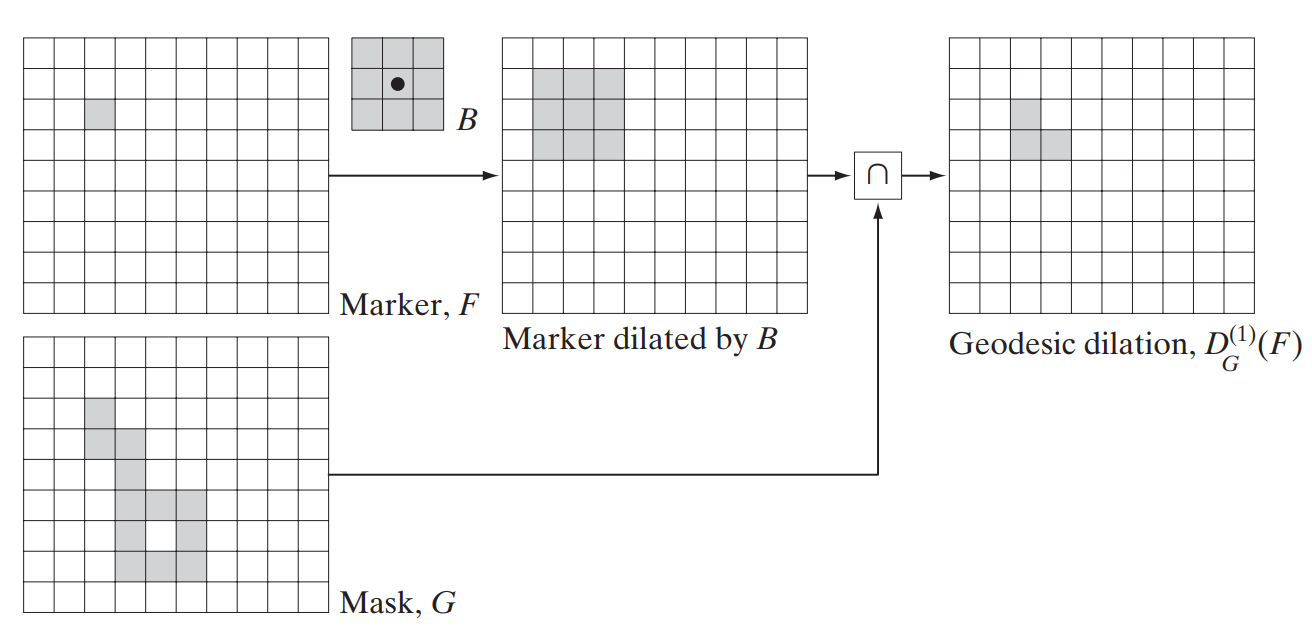 B
Marker, F
Marker dilated by B
∩
Geodesic dilation, D_G^(1)(F)
Mask, G